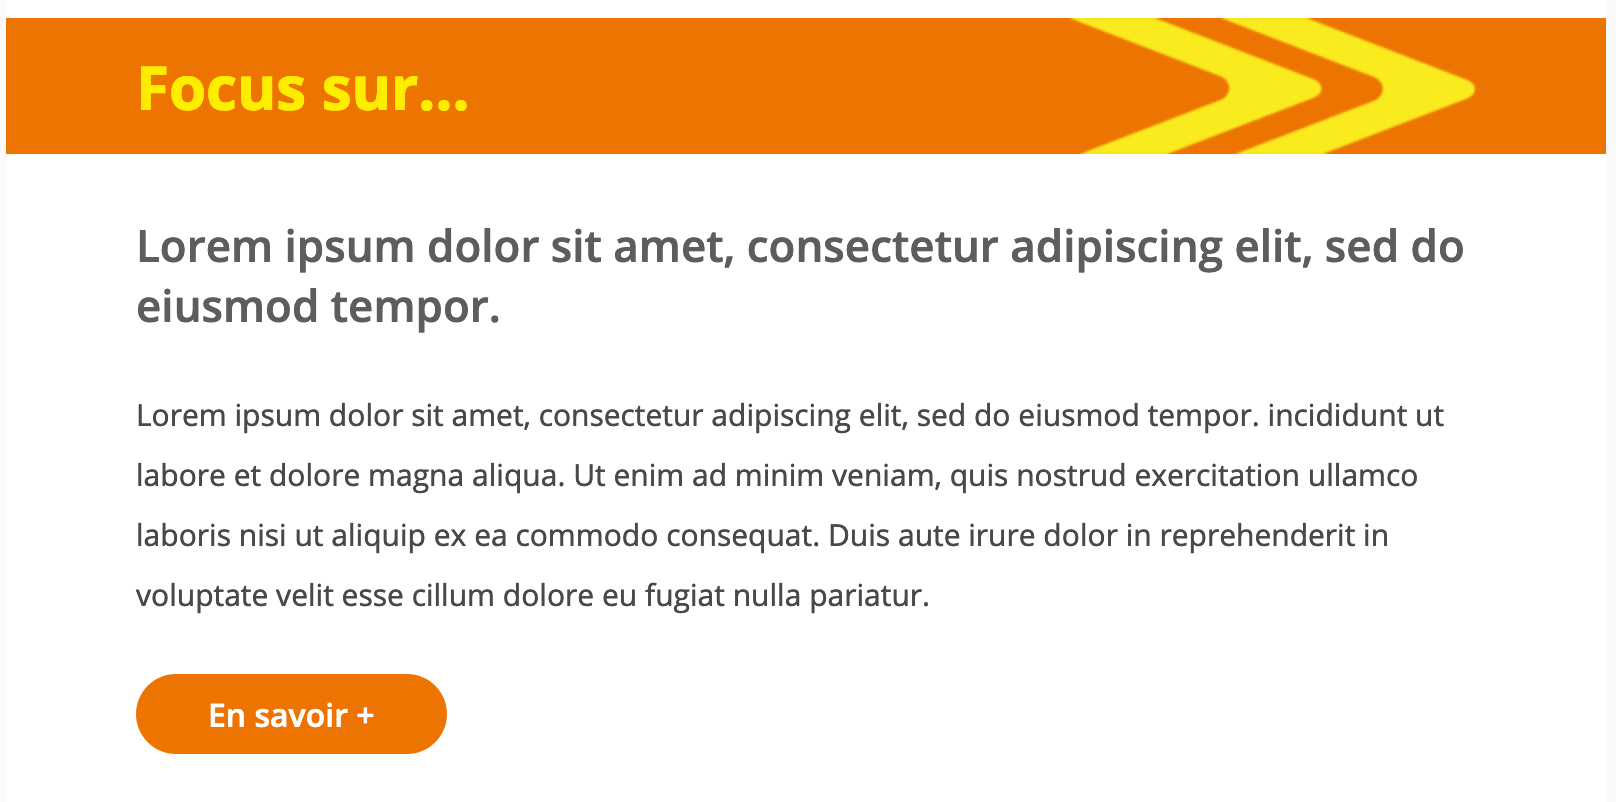 Focus sur...
Lorem ipsum dolor sit amet, consectetur adipiscing elit, sed do
eiusmod tempor.
Lorem ipsum dolor sit amet, consectetur adipiscing elit, sed do eiusmod tempor. incididunt ut
labore et dolore magna aliqua. Ut enim ad minim veniam, quis nostrud exercitation ullamco
laboris nisi ut aliquip ex ea commodo consequat. Duis aute irure dolor in reprehenderit in
voluptate velit esse cillum dolore eu fugiat nulla pariatur.
En savoir +